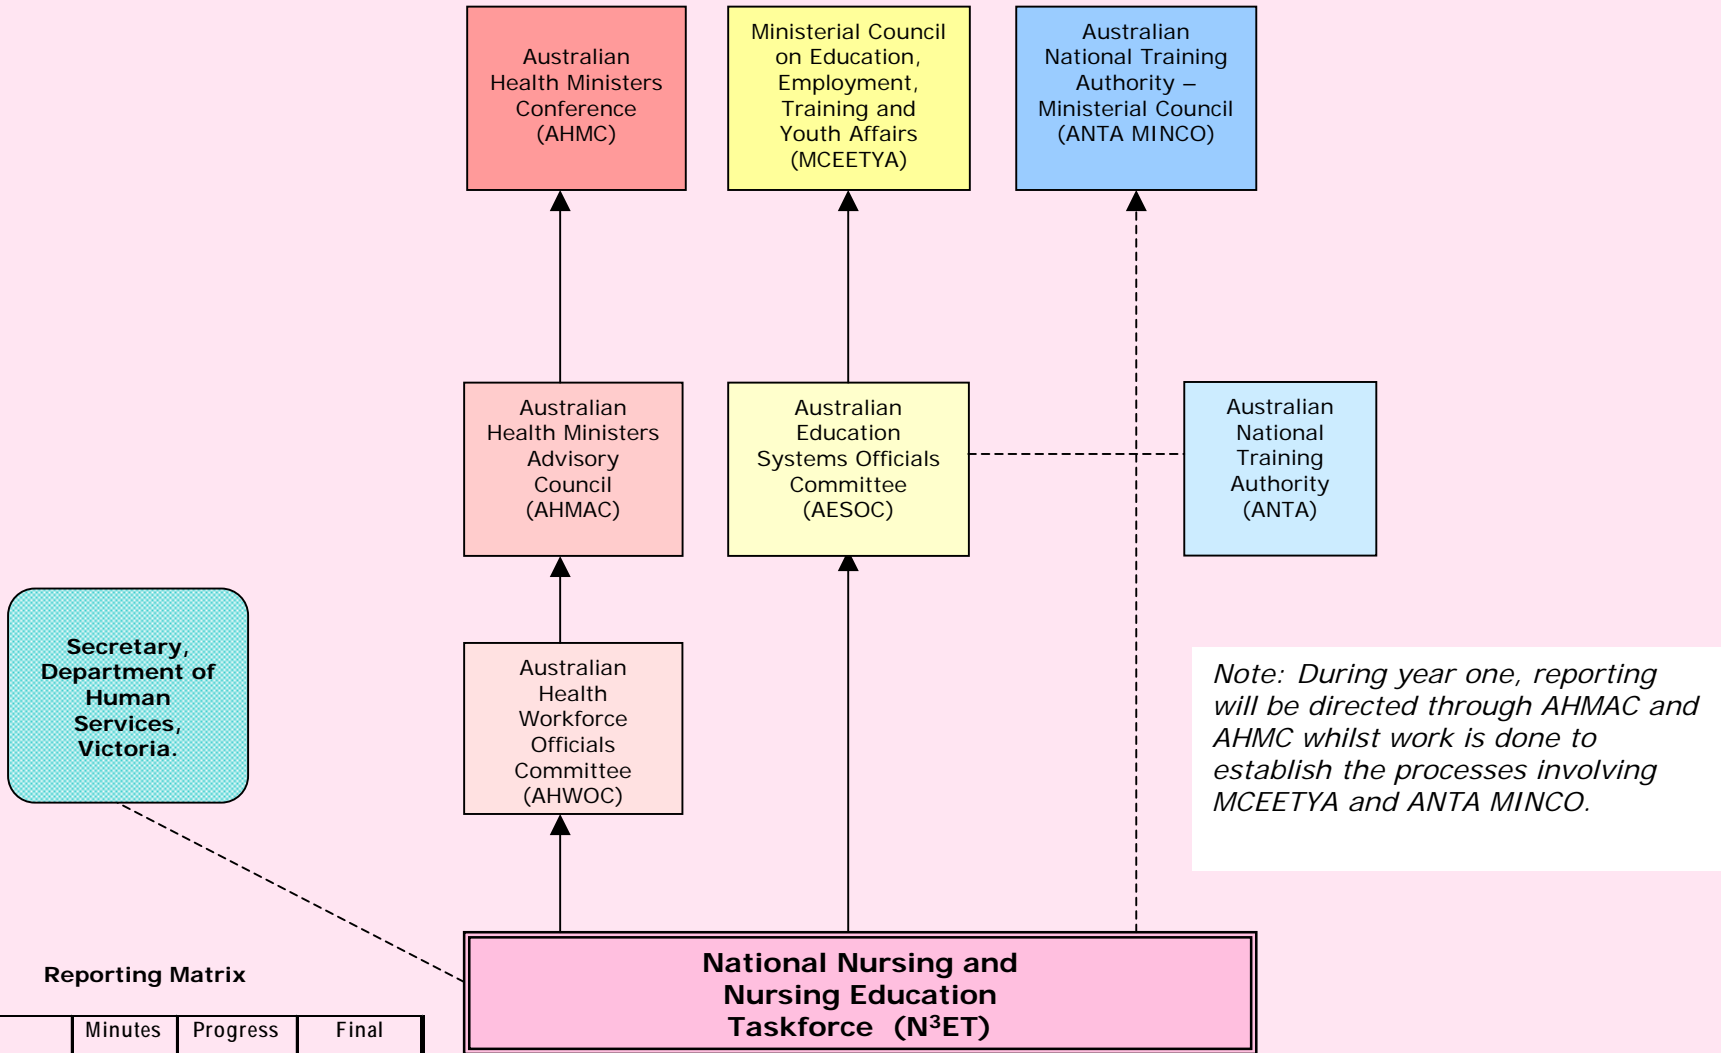 Australian
Health Ministers
Conference
(AHMC)
Ministerial Council
on Education,
Employment,
Training and
Youth Affairs
(MCEETYA)
Australian
National Training
Authority –
Ministerial Council
(ANTA MINCO)
Australian
Health Ministers
Advisory
Council
(AHMAC)
Australian
Education
Systems Officials
Committee
(AESOC)
Australian
National
Training
Authority
(ANTA)
Secretary,
Department of
Human
Services,
Victoria.
Australian
Health
Workforce
Officials
Committee
(AHWOC)
Note: During year one, reporting
will be directed through AHMAC and
AHMC whilst work is done to
establish the processes involving
MCEETYA and ANTA MINCO.
National Nursing and
Nursing Education
Taskforce (N³ET)
Reporting Matrix
Minutes Progress Final